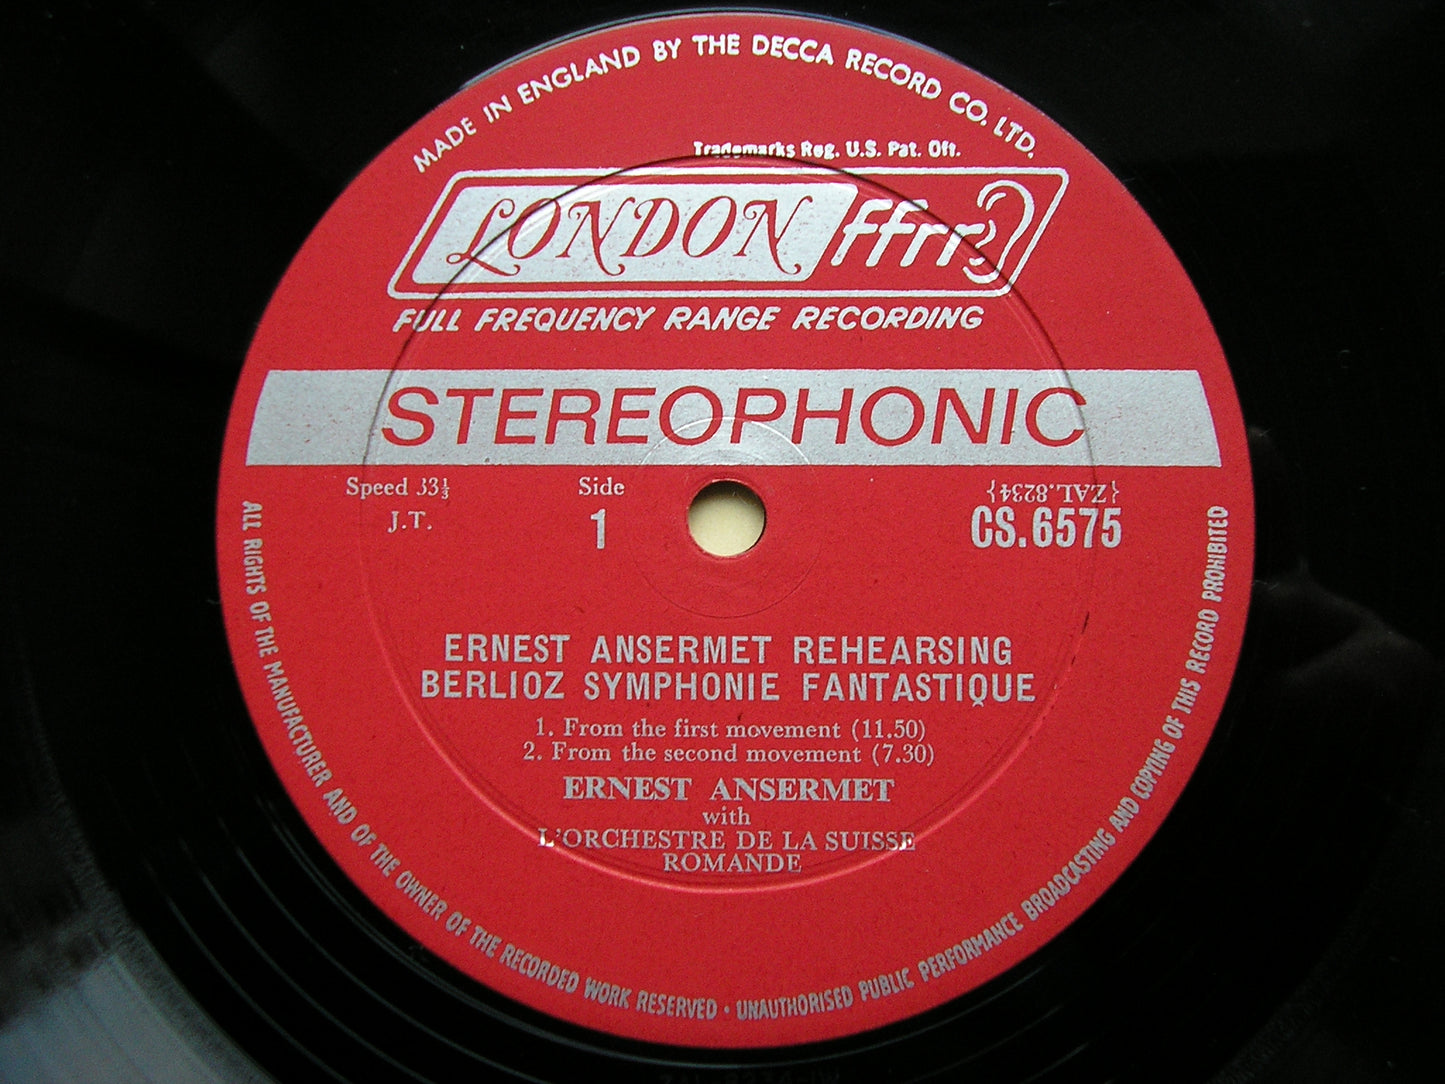 MADE IN ENGLAND BY THE DECCA RECORD CO. LTD.
Trademarks Reg. U.S. Pat. Off.
LONDON ffrr
FULL FREQUENCY RANGE RECORDING
STEREOPHONIC
Speed 33⅓
J.T.
Side
1
{ZAL.8234}
CS.6575
ERNEST ANSERMET REHEARSING
BERLIOZ SYMPHONIE FANTASTIQUE
1. From the first movement (11.50)
2. From the second movement (7.30)
ERNEST ANSERMET
with
L'ORCHESTRE DE LA SUISSE
ROMANDE
ALL RIGHTS OF THE MANUFACTURER AND OF THE OWNER OF THE RECORDED WORK RESERVED • UNAUTHORISED PUBLIC PERFORMANCE BROADCASTING AND COPYING OF THIS RECORD PROHIBITED